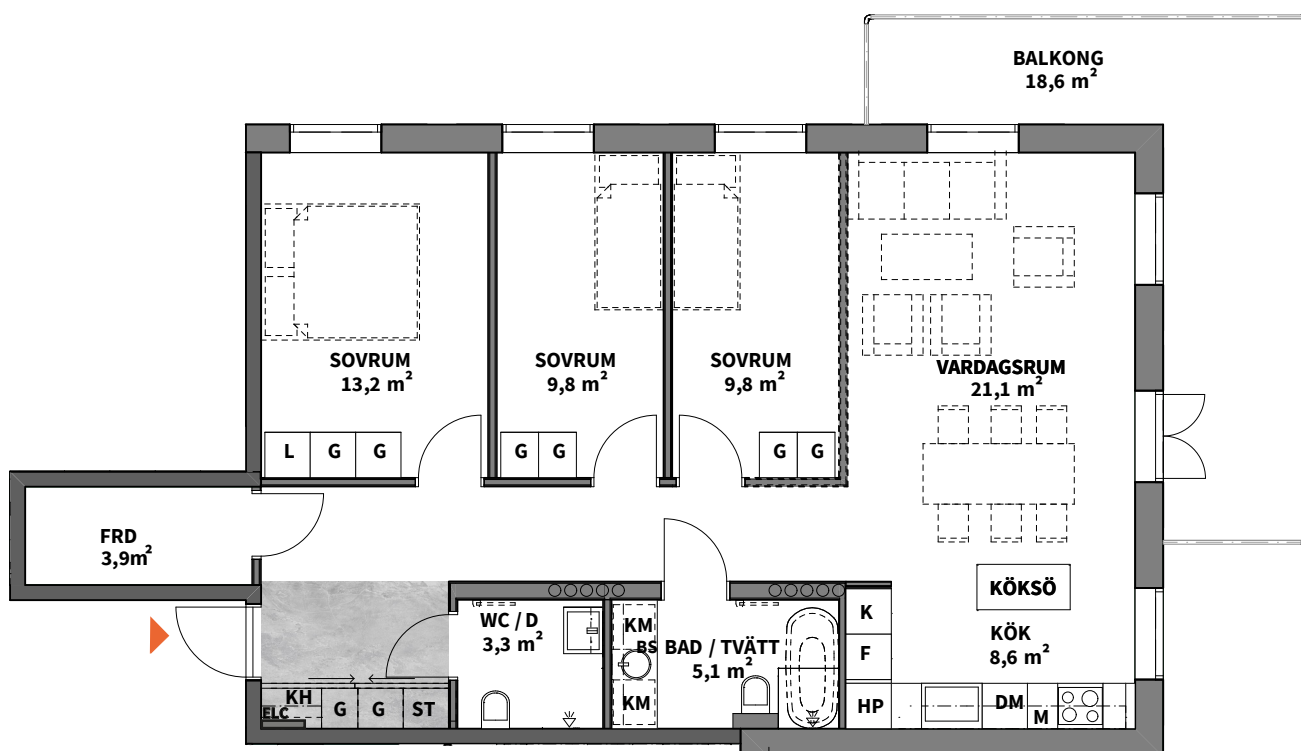 BALKONG
18,6 m²
SOVRUM
13,2 m²
SOVRUM
9,8 m²
SOVRUM
9,8 m²
VARDAGSRUM
21,1 m²
L G G
G G
G G
FRD
3,9m²
KÖKSÖ
WC / D
3,3 m²
KM
BS
BAD / TVÄTT
5,1 m²
KM
K
F
HP
KÖK
8,6 m²
DM
M
KH
ELC
G G ST